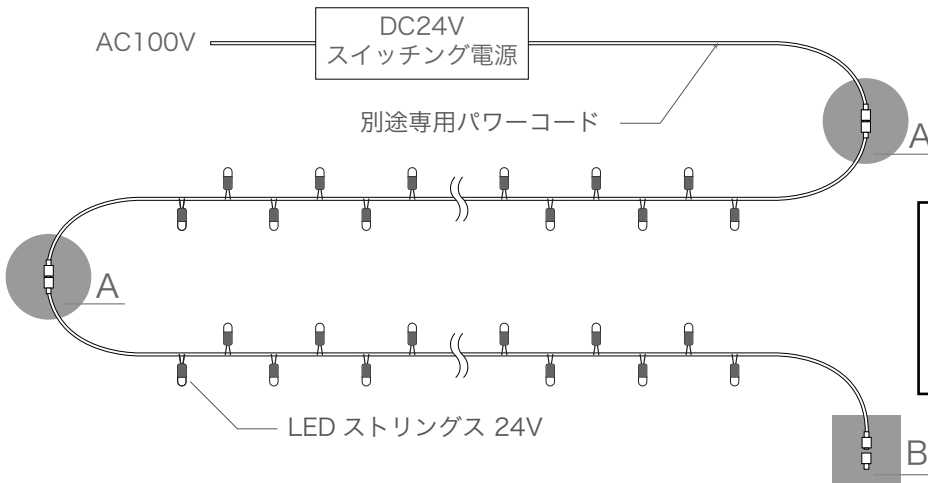 AC100V
DC24V
スイッチング電源
別途専用パワーコード
A
A
LED ストリングス 24V
B